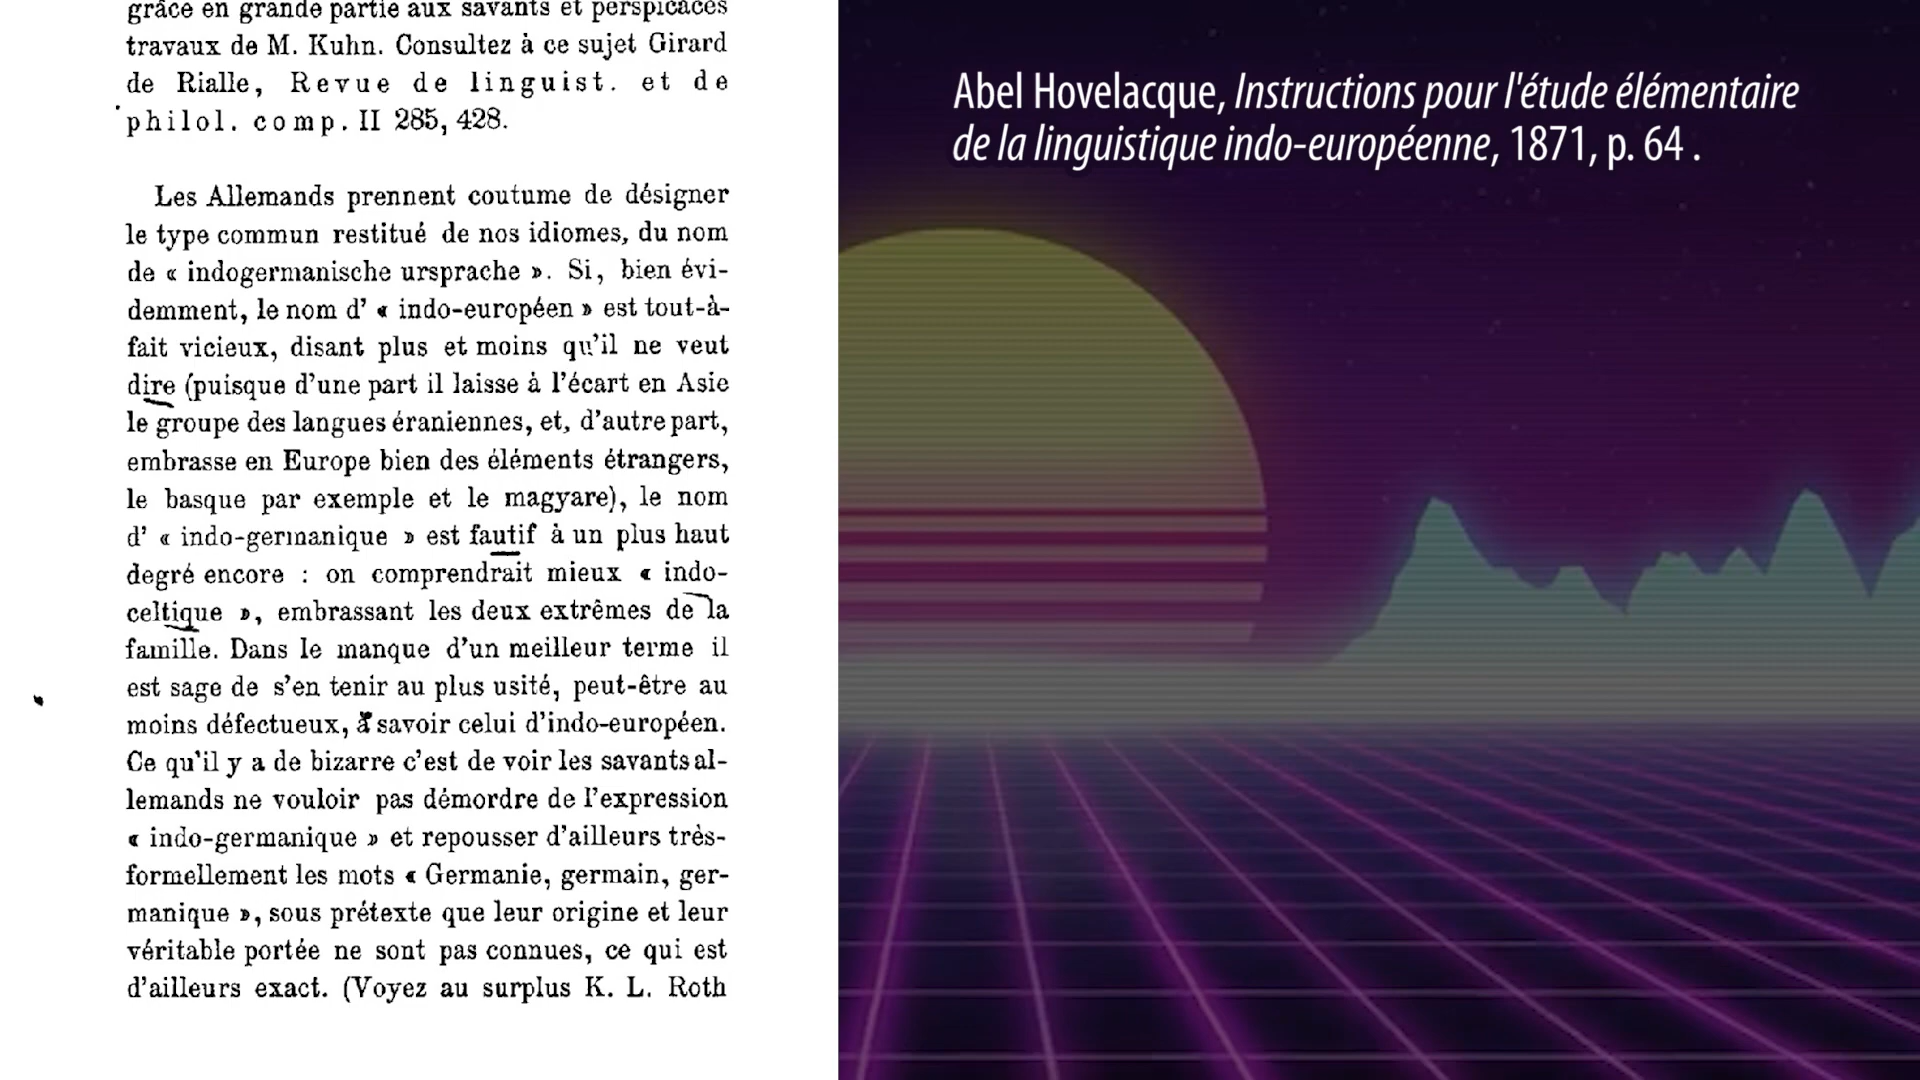 grâce en grande partie aux savants et perspicaces
travaux de M. Kuhn. Consultez à ce sujet Girard
de Rialle, Revue de linguist. et de
philol. comp. II 285, 428.
Les Allemands prennent coutume de désigner
le type commun restitué de nos idiomes, du nom
de « indogermanische ursprache ». Si, bien évi-
demment, le nom d' « indo-européen » est tout-à-
fait vicieux, disant plus et moins qu'il ne veut
dire (puisque d'une part il laisse à l'écart en Asie
le groupe des langues éraniennes, et, d'autre part,
embrasse en Europe bien des éléments étrangers,
le basque par exemple et le magyare), le nom
d' « indo-germanique » est fautif à un plus haut
degré encore : on comprendrait mieux « indo-
celtique », embrassant les deux extrêmes de la
famille. Dans le manque d'un meilleur terme il
est sage de s'en tenir au plus usité, peut-être au
moins défectueux, à savoir celui d'indo-européen.
Ce qu'il y a de bizarre c'est de voir les savants al-
lemands ne vouloir pas démordre de l'expression
« indo-germanique » et repousser d'ailleurs très-
formellement les mots « Germanie, germain, ger-
manique », sous prétexte que leur origine et leur
véritable portée ne sont pas connues, ce qui est
d'ailleurs exact. (Voyez au surplus K. L. Roth
Abel Hovelacque, Instructions pour l'étude élémentaire
de la linguistique indo-européenne, 1871, p. 64 .